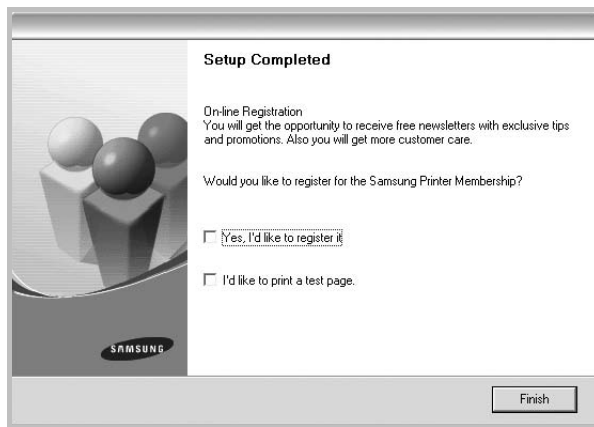 Setup Completed
On-line Registration
You will get the opportunity to receive free newsletters with exclusive tips
and promotions. Also you will get more customer care.
Would you like to register for the Samsung Printer Membership?
Yes, I'd like to register it
I'd like to print a test page.
SAMSUNG
Finish